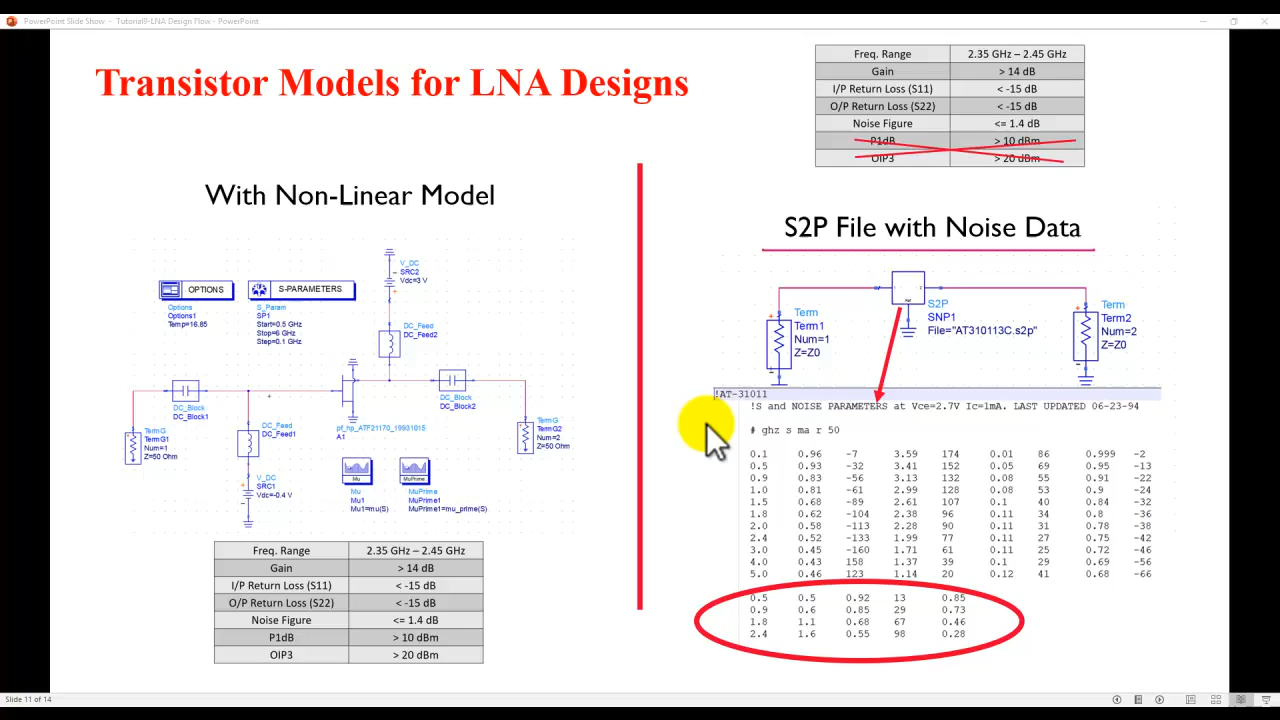 PowerPoint Slide Show - Tutorial9-LNA Design Flow - PowerPoint
Transistor Models for LNA Designs
Freq. Range 2.35 GHz – 2.45 GHz
Gain > 14 dB
I/P Return Loss (S11) < -15 dB
O/P Return Loss (S22) < -15 dB
Noise Figure <= 1.4 dB
P1dB > 10 dBm
OIP3 > 20 dBm
With Non-Linear Model
OPTIONS
Options
Options1
Temp=16.85
S-PARAMETERS
S_Param
SP1
Start=0.5 GHz
Stop=6 GHz
Step=0.1 GHz
V_DC
SRC2
Vdc=3 V
DC_Feed
DC_Feed2
DC_Block
DC_Block1
DC_Block
DC_Block2
TermG
TermG1
Num=1
Z=50 Ohm
DC_Feed
DC_Feed1
V_DC
SRC1
Vdc=-0.4 V
pf_hp_ATF21170_19931015
A1
TermG
TermG1
Num=2
Z=50 Ohm
Mu
Mu
Mu1
Mu1=mu(S)
MuPrime
MuPrime
MuPrime1
MuPrime1=mu_prime(S)
Freq. Range 2.35 GHz – 2.45 GHz
Gain > 14 dB
I/P Return Loss (S11) < -15 dB
O/P Return Loss (S22) < -15 dB
Noise Figure <= 1.4 dB
P1dB > 10 dBm
OIP3 > 20 dBm
S2P File with Noise Data
Term
Term1
Num=1
Z=Z0
S2P
SNP1
File="AT310113C.s2p"
Term
Term2
Num=2
Z=Z0
!AT-31011
!S and NOISE PARAMETERS at Vce=2.7V Ic=1mA. LAST UPDATED 06-23-94
# ghz s ma r 50
0.1 0.96 -7 3.59 174 0.01 86 0.999 -2
0.5 0.93 -32 3.41 152 0.05 69 0.95 -13
0.9 0.83 -56 3.13 132 0.08 55 0.91 -22
1.0 0.81 -61 2.99 128 0.08 53 0.9 -24
1.5 0.68 -89 2.61 107 0.1 40 0.84 -32
1.8 0.62 -104 2.38 96 0.11 34 0.8 -36
2.0 0.58 -113 2.28 90 0.11 31 0.78 -38
2.4 0.52 -133 1.99 77 0.11 27 0.75 -42
3.0 0.45 -160 1.71 61 0.11 25 0.72 -46
4.0 0.43 158 1.37 39 0.1 29 0.69 -56
5.0 0.46 123 1.14 20 0.12 41 0.68 -66
0.5 0.5 0.92 13 0.85
0.9 0.6 0.85 29 0.73
1.8 1.1 0.68 67 0.46
2.4 1.6 0.55 98 0.28
Slide 11 of 14